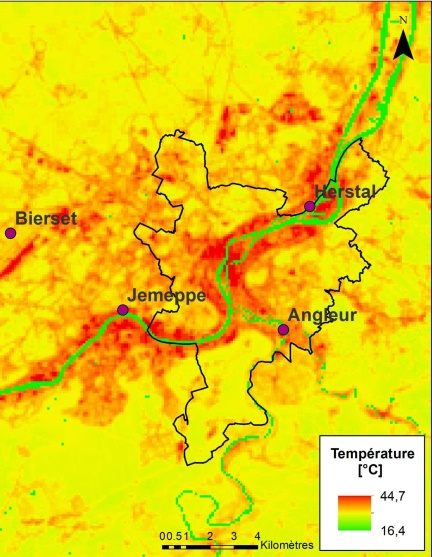 N
Herstal
Bierset
Jemeppe
Angleur
Température
[°C]
44,7
16,4
0 0.5 1 2 3 4
Kilomètres